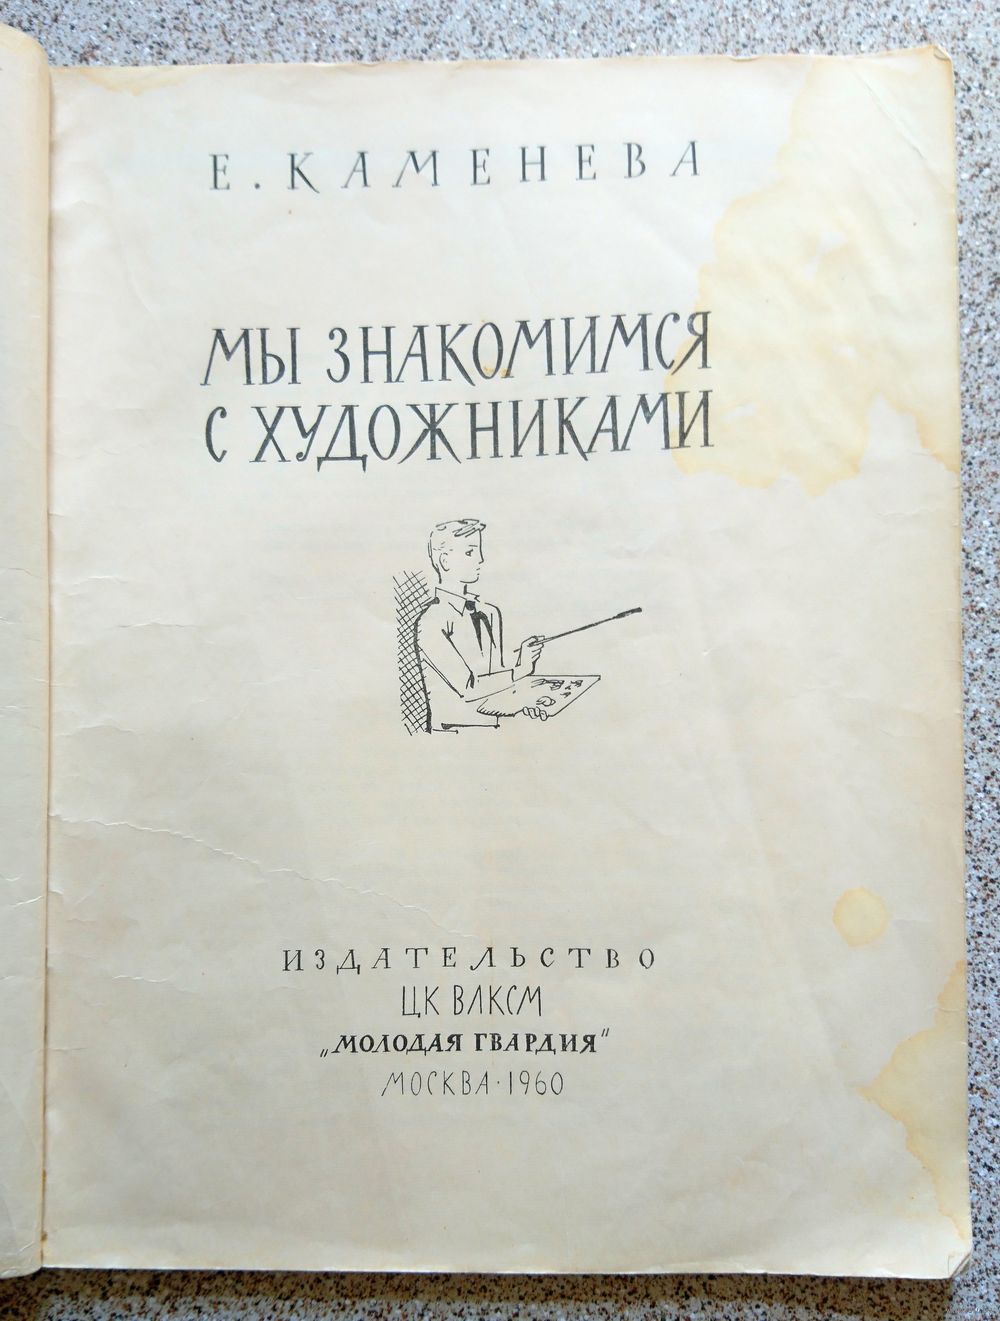 Е. КАМЕНЕВА
МЫ ЗНАКОМИМСЯ
С ХУДОЖНИКАМИ
ИЗДАТЕЛЬСТВО
ЦК ВЛКСМ
„МОЛОДАЯ ГВАРДИЯ"
МОСКВА·1960